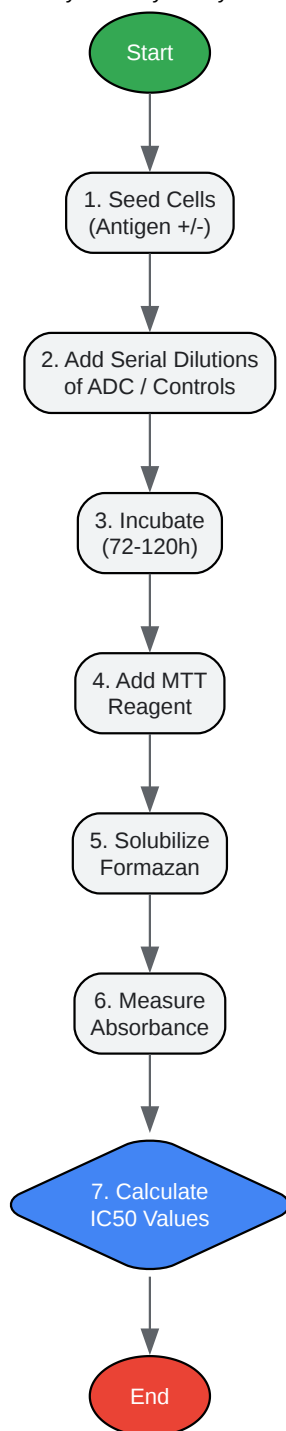 Start
1. Seed Cells
(Antigen +/-)
2. Add Serial Dilutions
of ADC / Controls
3. Incubate
(72-120h)
4. Add MTT
Reagent
5. Solubilize
Formazan
6. Measure
Absorbance
7. Calculate
IC50 Values
End